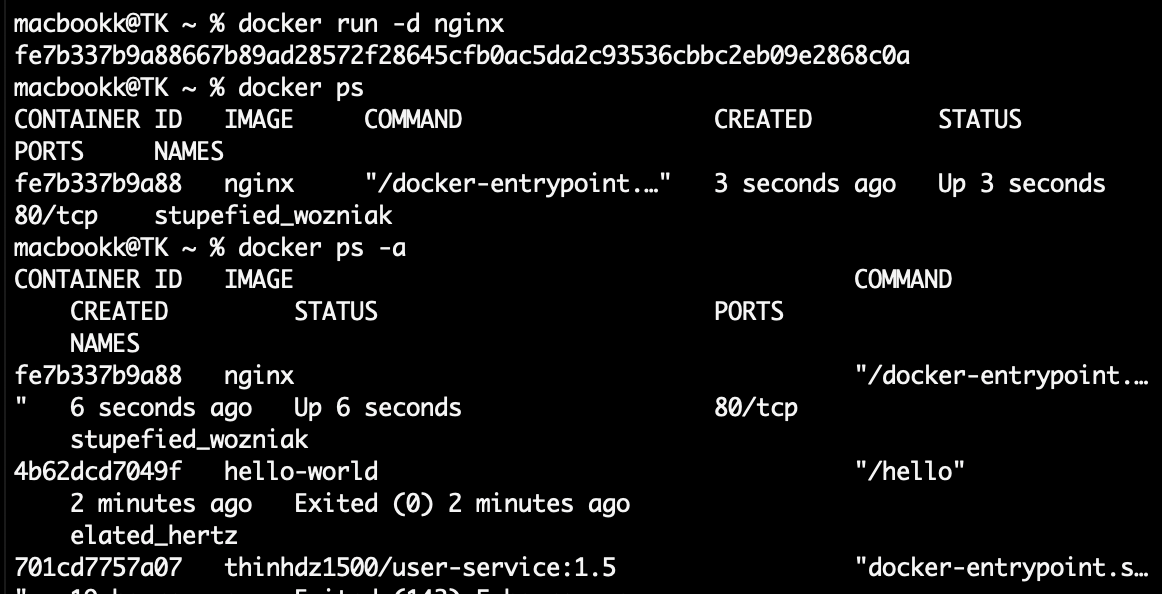 macbookk@TK ~ % docker run -d nginx
fe7b337b9a88667b89ad28572f28645cfb0ac5da2c93536cbbc2eb09e2868c0a
macbookk@TK ~ % docker ps
CONTAINER ID   IMAGE     COMMAND                  CREATED         STATUS
PORTS     NAMES
fe7b337b9a88   nginx     "/docker-entrypoint.…"   3 seconds ago   Up 3 seconds
80/tcp    stupefied_wozniak
macbookk@TK ~ % docker ps -a
CONTAINER ID   IMAGE                                        COMMAND
    CREATED         STATUS                        PORTS
    NAMES
fe7b337b9a88   nginx                                        "/docker-entrypoint.…
"   6 seconds ago   Up 6 seconds                  80/tcp
    stupefied_wozniak
4b62dcd7049f   hello-world                                  "/hello"
    2 minutes ago   Exited (0) 2 minutes ago
    elated_hertz
701cd7757a07   thinhdz1500/user-service:1.5                 "docker-entrypoint.s…